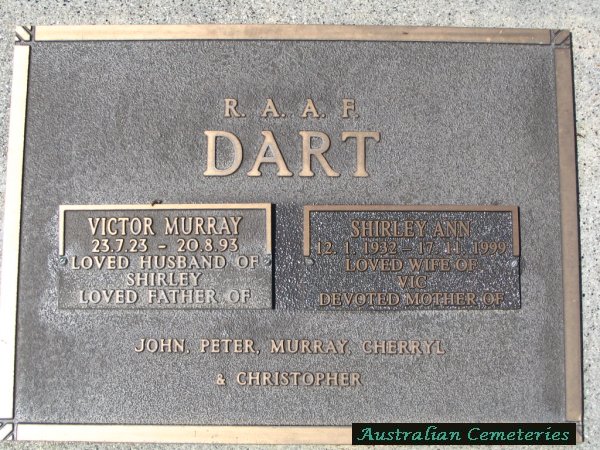 R. A. A. F.
DART
VICTOR MURRAY
23.7.23 - 20.8.93
LOVED HUSBAND OF
SHIRLEY
LOVED FATHER OF
SHIRLEY ANN
12. 1. 1932 - 17. 11. 1999
LOVED WIFE OF
VIC
DEVOTED MOTHER OF
JOHN, PETER, MURRAY, CHERRYL
& CHRISTOPHER
Australian Cemeteries